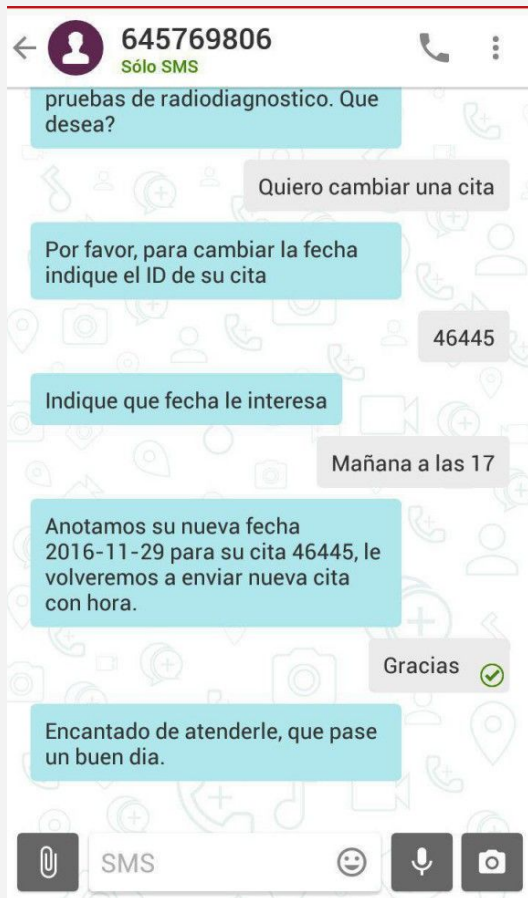 645769806
Sólo SMS
pruebas de radiodiagnostico. Que
desea?
Quiero cambiar una cita
Por favor, para cambiar la fecha
indique el ID de su cita
46445
Indique que fecha le interesa
Mañana a las 17
Anotamos su nueva fecha
2016-11-29 para su cita 46445, le
volveremos a enviar nueva cita
con hora.
Gracias
Encantado de atenderle, que pase
un buen dia.
SMS